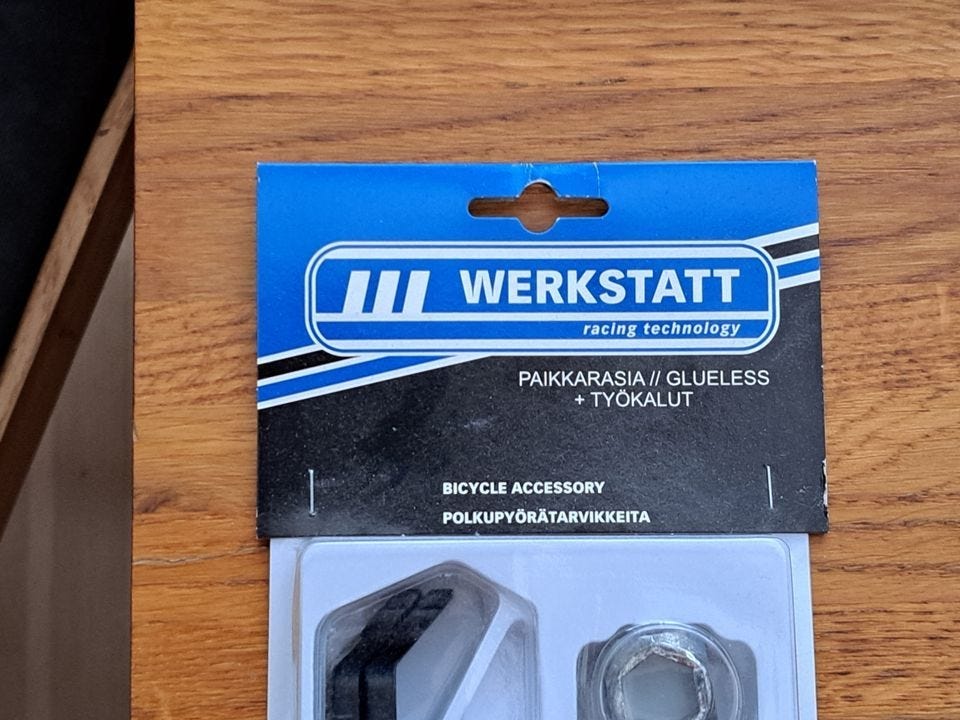 WERKSTATT
racing technology
PAIKKARASIA // GLUELESS
+ TYÖKALUT
BICYCLE ACCESSORY
POLKUPYÖRÄTARVIKKEITA